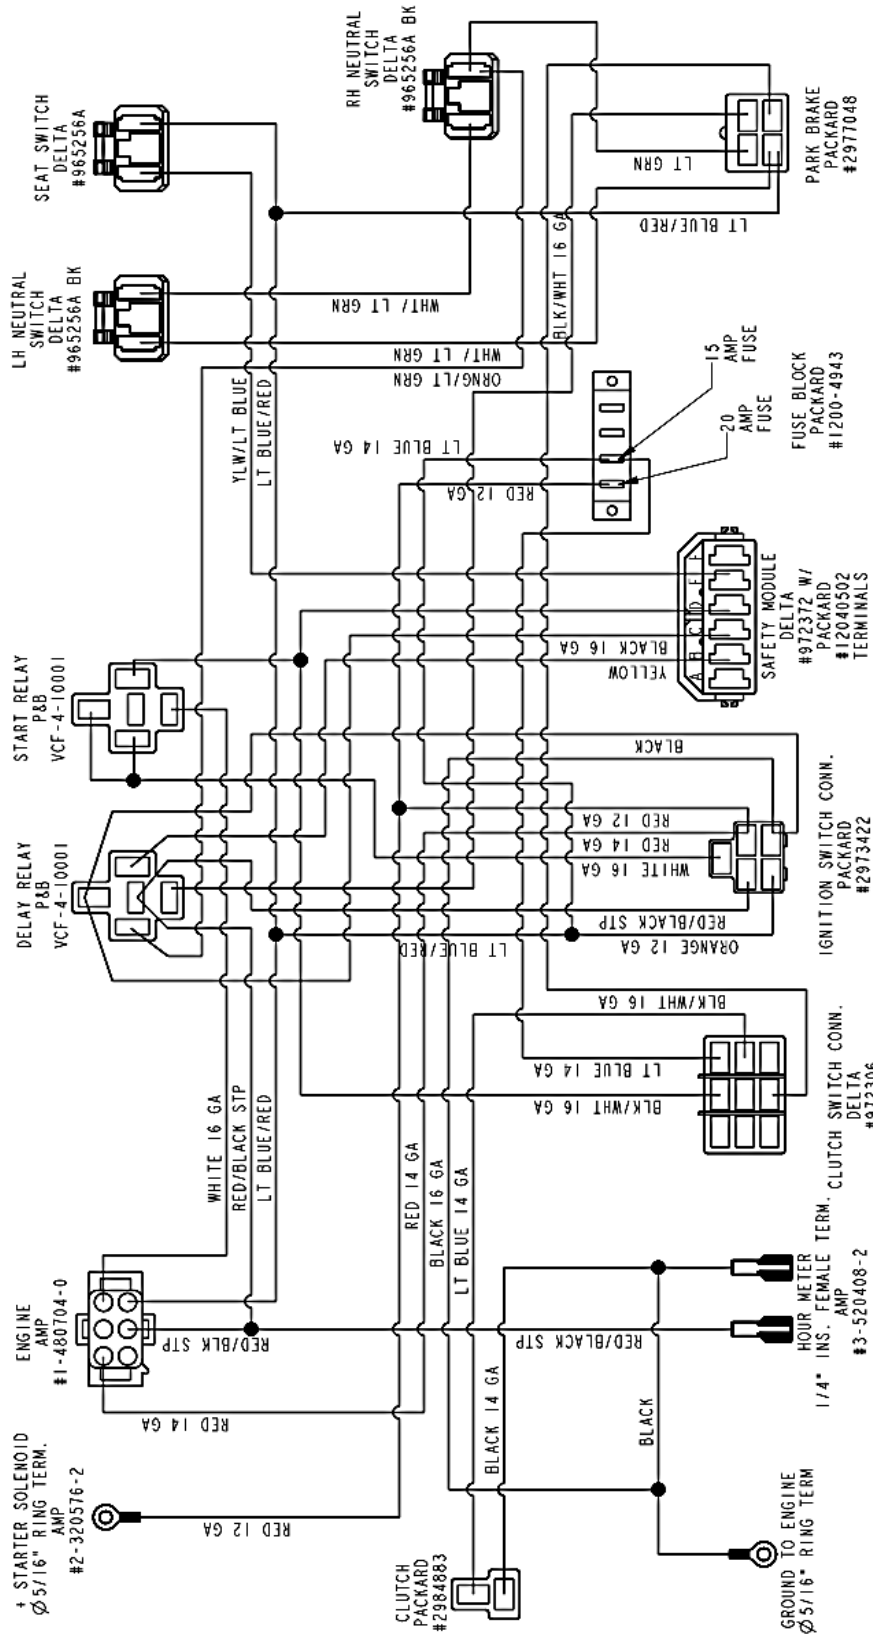 + STARTER SOLENOID
Ø5/16" RING TERM.
AMP
#2-320576-2
ENGINE
AMP
#1-480704-0
DELAY RELAY
P&B
VCF-4-10001
START RELAY
P&B
VCF-4-10001
LH NEUTRAL
SWITCH
DELTA
#965256A BK
SEAT SWITCH
DELTA
#965256A
RH NEUTRAL
SWITCH
DELTA
#965256A BK
RED 12 GA
RED 14 GA
RED/BLK STP
WHITE 16 GA
RED/BLACK STP
LT BLUE/RED
YLW/LT BLUE
LT BLUE/RED
WHT/ LT GRN
WHT/ LT GRN
ORNG/LT GRN
LT BLUE 14 GA
RED 12 GA
BLK/WHT 16 GA
LT GRN
LT BLUE/RED
RED 14 GA
BLACK 16 GA
LT BLUE 14 GA
LT BLUE/RED
BLACK 14 GA
BLACK
RED/BLACK STP
BLK/WHT 16 GA
LT BLUE 14 GA
BLK/WHT 16 GA
ORANGE 12 GA
RED/BLACK STP
WHITE 16 GA
RED 14 GA
RED 12 GA
BLACK
YELLOW
BLACK 16 GA
A B C D E F
20
AMP
FUSE
15
AMP
FUSE
CLUTCH
PACKARD
#2984883
GROUND TO ENGINE
Ø5/16" RING TERM
HOUR METER
1/4" INS. FEMALE TERM.
AMP
#3-520408-2
CLUTCH SWITCH CONN.
DELTA
#972306
IGNITION SWITCH CONN.
PACKARD
#2973422
SAFETY MODULE
DELTA
#972372 W/
PACKARD
#12040502
TERMINALS
FUSE BLOCK
PACKARD
#1200-4943
PARK BRAKE
PACKARD
#2977048